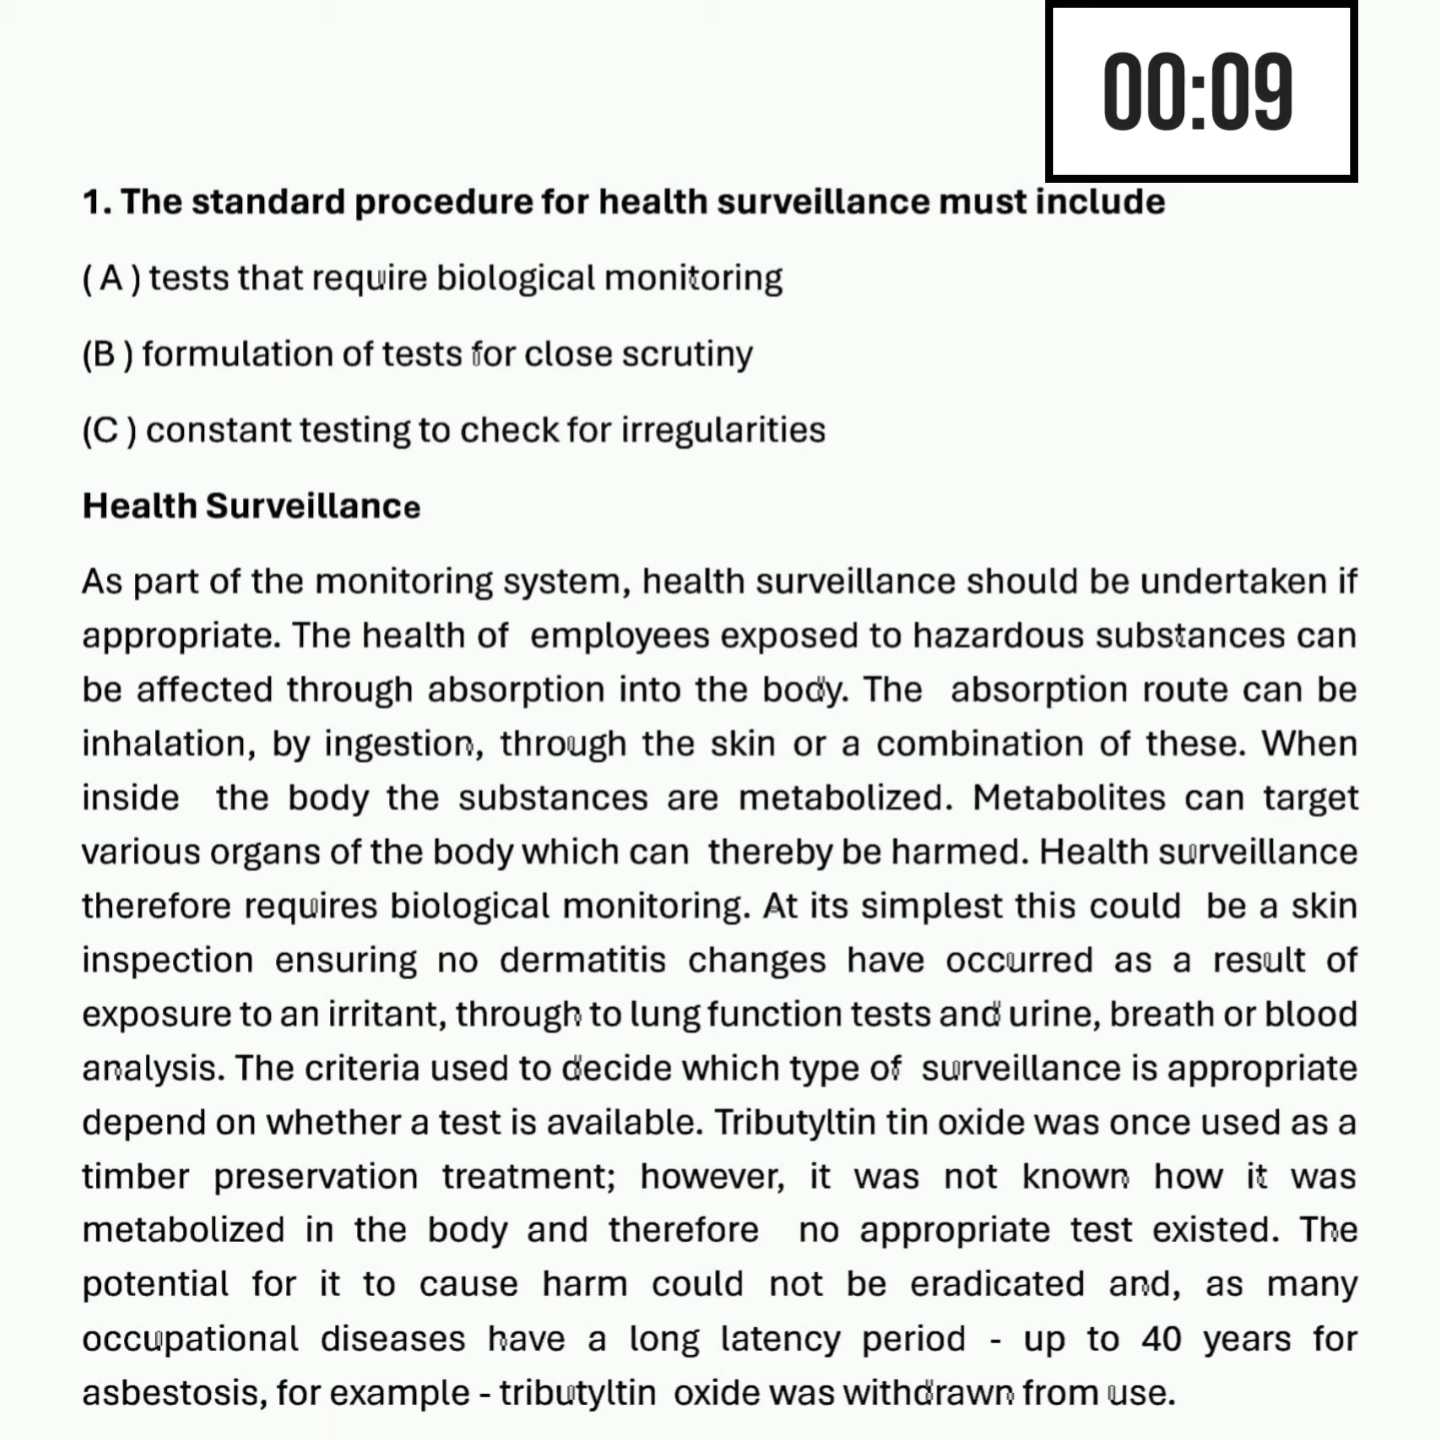 00:09
1. The standard procedure for health surveillance must include
( A ) tests that require biological monitoring
(B ) formulation of tests for close scrutiny
(C ) constant testing to check for irregularities
Health Surveillance
As part of the monitoring system, health surveillance should be undertaken if
appropriate. The health of employees exposed to hazardous substances can
be affected through absorption into the body. The absorption route can be
inhalation, by ingestion, through the skin or a combination of these. When
inside the body the substances are metabolized. Metabolites can target
various organs of the body which can thereby be harmed. Health surveillance
therefore requires biological monitoring. At its simplest this could be a skin
inspection ensuring no dermatitis changes have occurred as a result of
exposure to an irritant, through to lung function tests and urine, breath or blood
analysis. The criteria used to decide which type of surveillance is appropriate
depend on whether a test is available. Tributyltin tin oxide was once used as a
timber preservation treatment; however, it was not known how it was
metabolized in the body and therefore no appropriate test existed. The
potential for it to cause harm could not be eradicated and, as many
occupational diseases have a long latency period - up to 40 years for
asbestosis, for example - tributyltin oxide was withdrawn from use.